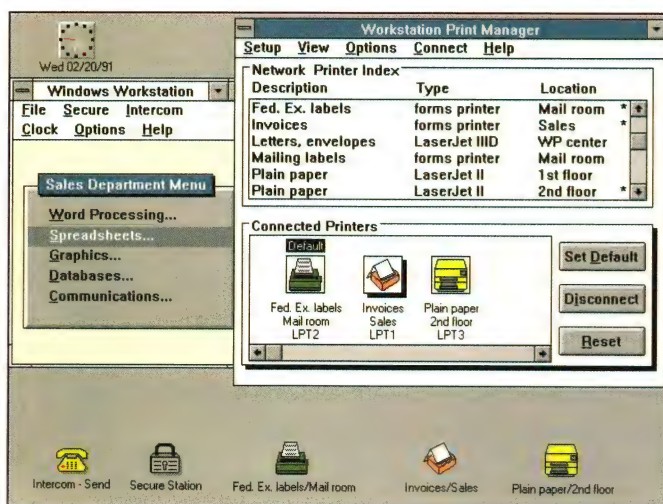 Wed 02/20/91
Windows Workstation
File Secure Intercom
Clock Options Help
Sales Department Menu
Word Processing...
Spreadsheets...
Graphics...
Databases...
Communications...
Workstation Print Manager
Setup View Options Connect Help
Network Printer Index
Description Type Location
Fed. Ex. labels forms printer Mail room *
Invoices forms printer Sales *
Letters, envelopes LaserJet IIID WP center
Mailing labels forms printer Mail room
Plain paper LaserJet II 1st floor
Plain paper LaserJet II 2nd floor *
Connected Printers
Default
Fed. Ex. labels
Mail room
LPT2
Invoices
Sales
LPT1
Plain paper
2nd floor
LPT3
Set Default
Disconnect
Reset
Intercom - Send
Secure Station
Fed. Ex. labels/Mail room
Invoices/Sales
Plain paper/2nd floor